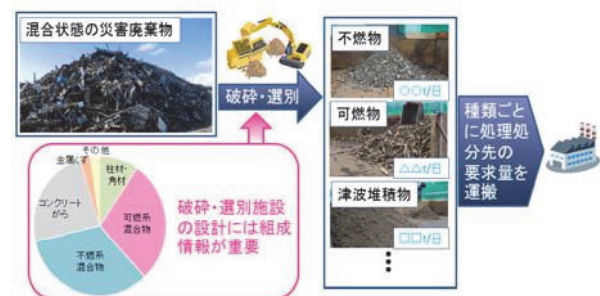 混合状態の災害廃棄物
破砕・選別
不燃物
○○t/日
可燃物
△△t/日
津波堆積物
□□t/日
種類ごと
に処理処
分先の
要求量を
運搬
その他
金属くず
柱材・
角材
コンクリート
がら
可燃系
混合物
不燃系
混合物
破砕・選別施設
の設計には組成
情報が重要